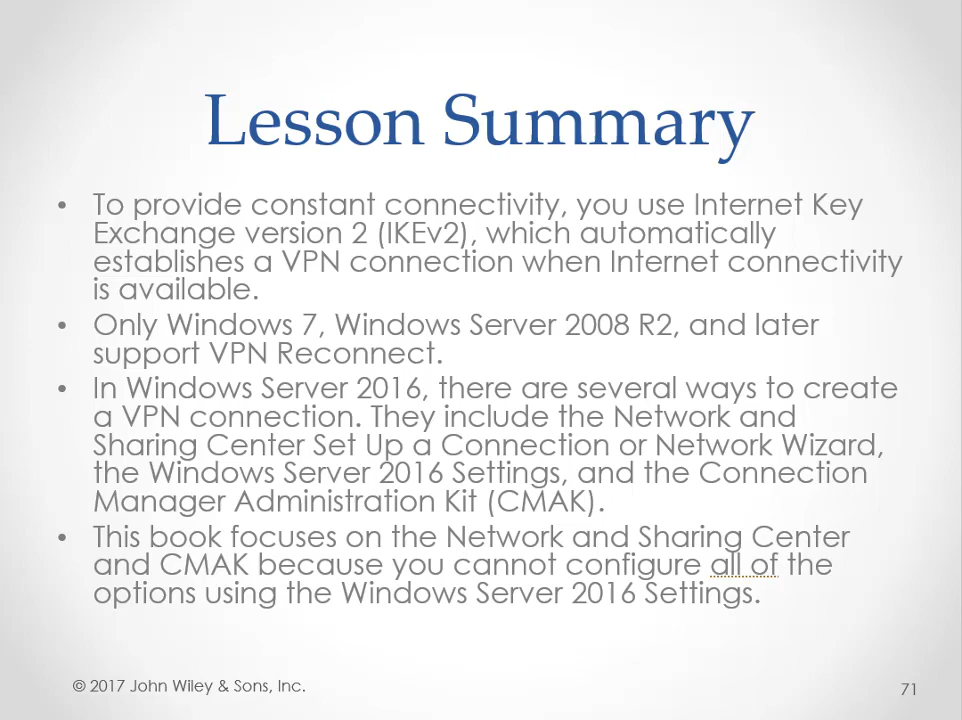 Lesson Summary
• To provide constant connectivity, you use Internet Key
Exchange version 2 (IKEv2), which automatically
establishes a VPN connection when Internet connectivity
is available.
• Only Windows 7, Windows Server 2008 R2, and later
support VPN Reconnect.
• In Windows Server 2016, there are several ways to create
a VPN connection. They include the Network and
Sharing Center Set Up a Connection or Network Wizard,
the Windows Server 2016 Settings, and the Connection
Manager Administration Kit (CMAK).
• This book focuses on the Network and Sharing Center
and CMAK because you cannot configure all of the
options using the Windows Server 2016 Settings.
© 2017 John Wiley & Sons, Inc.
71